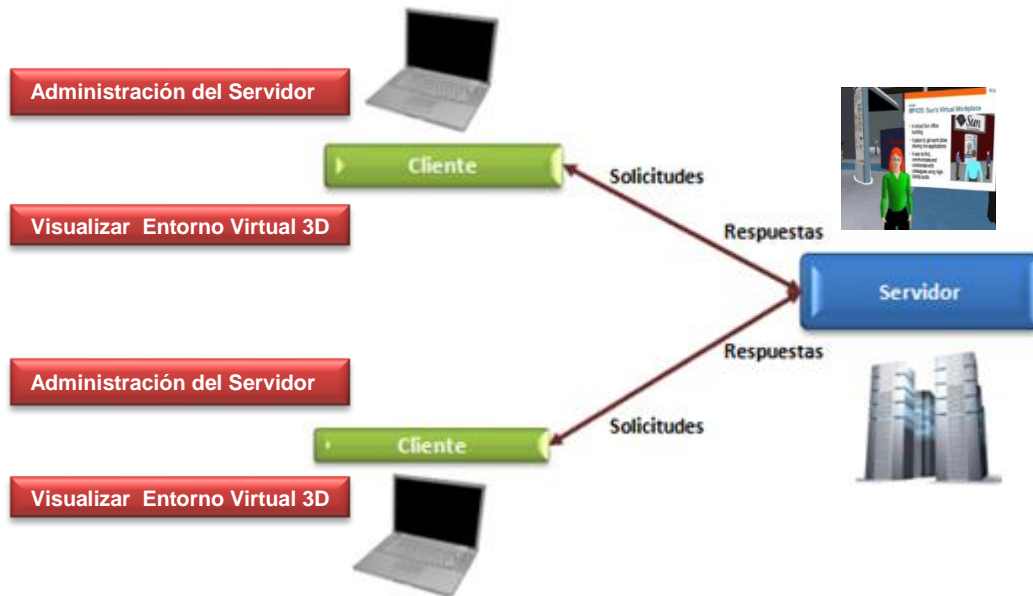 Administración del Servidor
Cliente
Solicitudes
Visualizar Entorno Virtual 3D
Respuestas
MPK20: Sun's Virtual Workplace
Sun
Servidor
Administración del Servidor
Respuestas
Cliente
Solicitudes
Visualizar Entorno Virtual 3D